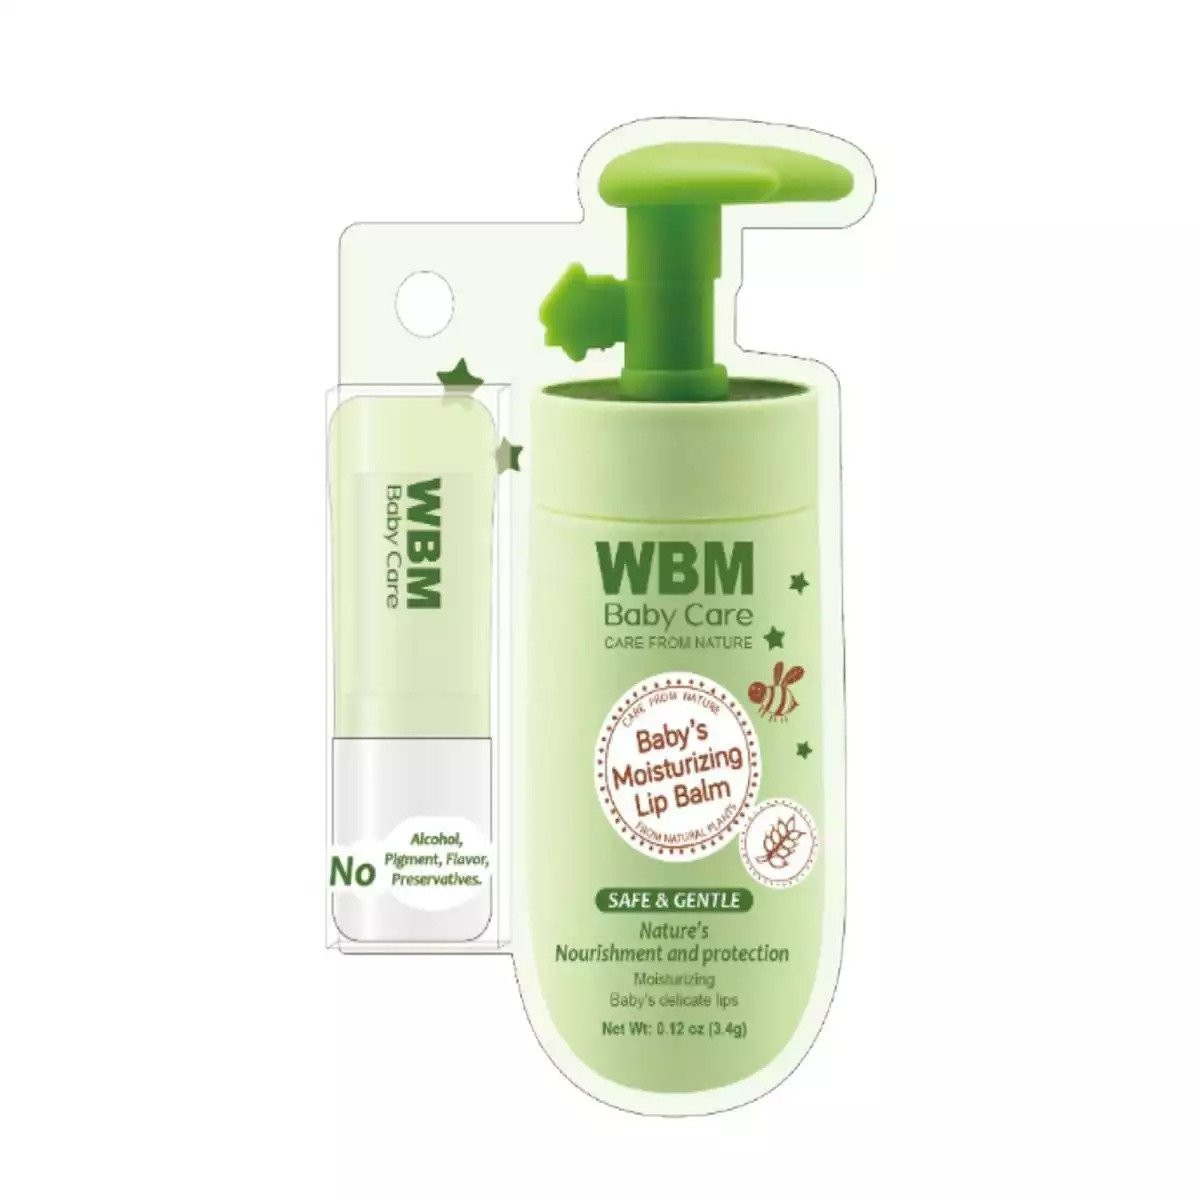 WBM
Baby Care
No
Alcohol,
Pigment, Flavor,
Preservatives.
WBM
Baby Care
CARE FROM NATURE
CARE FROM NATURE
Baby's
Moisturizing
Lip Balm
FROM NATURAL PLANTS
SAFE & GENTLE
Nature's
Nourishment and protection
Moisturizing
Baby's delicate lips
Net Wt: 0.12 oz (3.4g)